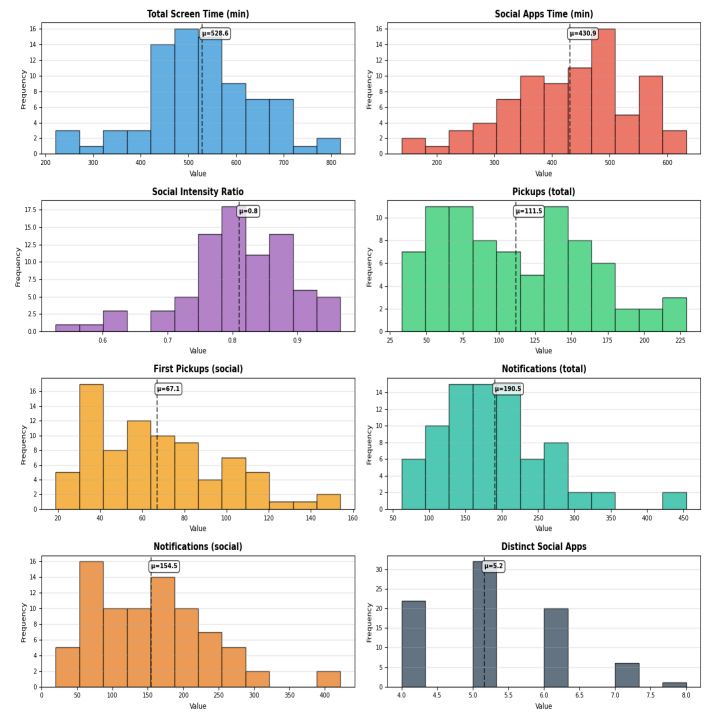 Total Screen Time (min)
Social Apps Time (min)
μ=528.6
μ=430.9
Frequency
16
14
12
10
8
6
4
2
0
200 300 400 500 600 700 800
Value
Frequency
16
14
12
10
8
6
4
2
0
200 300 400 500 600
Value
Social Intensity Ratio
Pickups (total)
μ=0.8
μ=111.5
Frequency
17.5
15.0
12.5
10.0
7.5
5.0
2.5
0.0
0.6 0.7 0.8 0.9
Value
Frequency
10
8
6
4
2
0
25 50 75 100 125 150 175 200 225
Value
First Pickups (social)
Notifications (total)
μ=67.1
μ=190.5
Frequency
16
14
12
10
8
6
4
2
0
20 40 60 80 100 120 140 160
Value
Frequency
14
12
10
8
6
4
2
0
50 100 150 200 250 300 350 400 450
Value
Notifications (social)
Distinct Social Apps
μ=154.5
μ=5.2
Frequency
16
14
12
10
8
6
4
2
0
0 50 100 150 200 250 300 350 400
Value
Frequency
30
25
20
15
10
5
0
4.0 4.5 5.0 5.5 6.0 6.5 7.0 7.5 8.0
Value